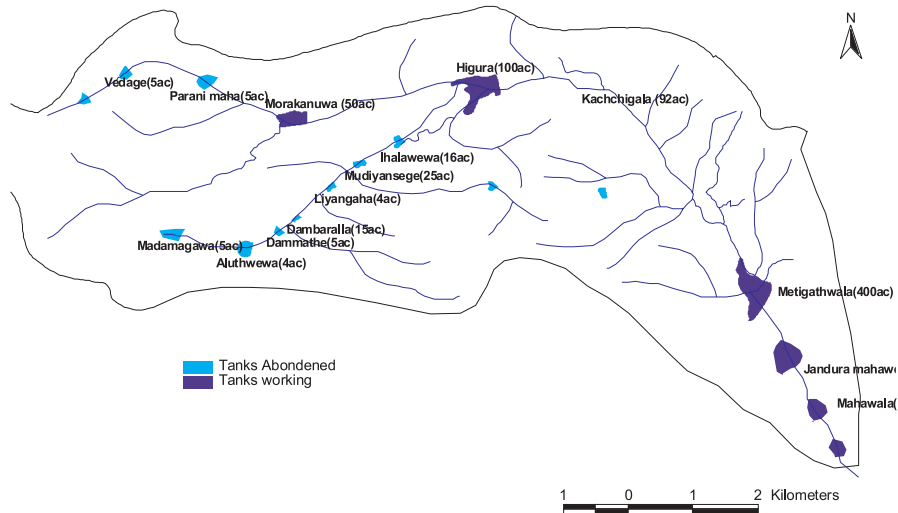 N
Higura(100ac)
Vedage(5ac)
Parani maha(5ac)
Morakanuwa (50ac)
Kachchigala (92ac)
Ihalawewa(16ac)
Mudiyansege(25ac)
Liyangaha(4ac)
Dambaralla(15ac)
Madamagawa(5ac)
Dammathe(5ac)
Aluthwewa(4ac)
Metigathwala(400ac)
Tanks Abondened
Jandura mahaw
Tanks working
Mahawala(
1 0 1 2 Kilometers